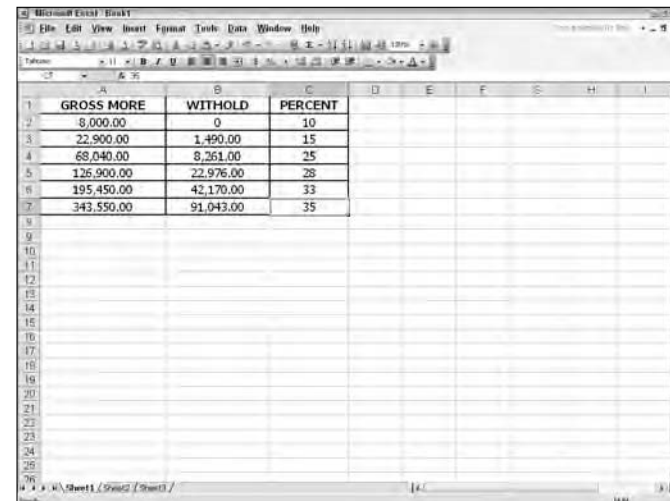 Microsoft Excel - Book1
File Edit View Insert Format Tools Data Window Help
Tahoma 11 B I U
C7 35
A B C D E F G H I
1 GROSS MORE WITHOLD PERCENT
2 8,000.00 0 10
3 22,900.00 1,490.00 15
4 68,040.00 8,261.00 25
5 126,900.00 22,976.00 28
6 195,450.00 42,170.00 33
7 343,550.00 91,043.00 35
8
9
10
11
12
13
14
15
16
17
18
19
20
21
22
23
24
25
26
Sheet1 / Sheet2 / Sheet3 /